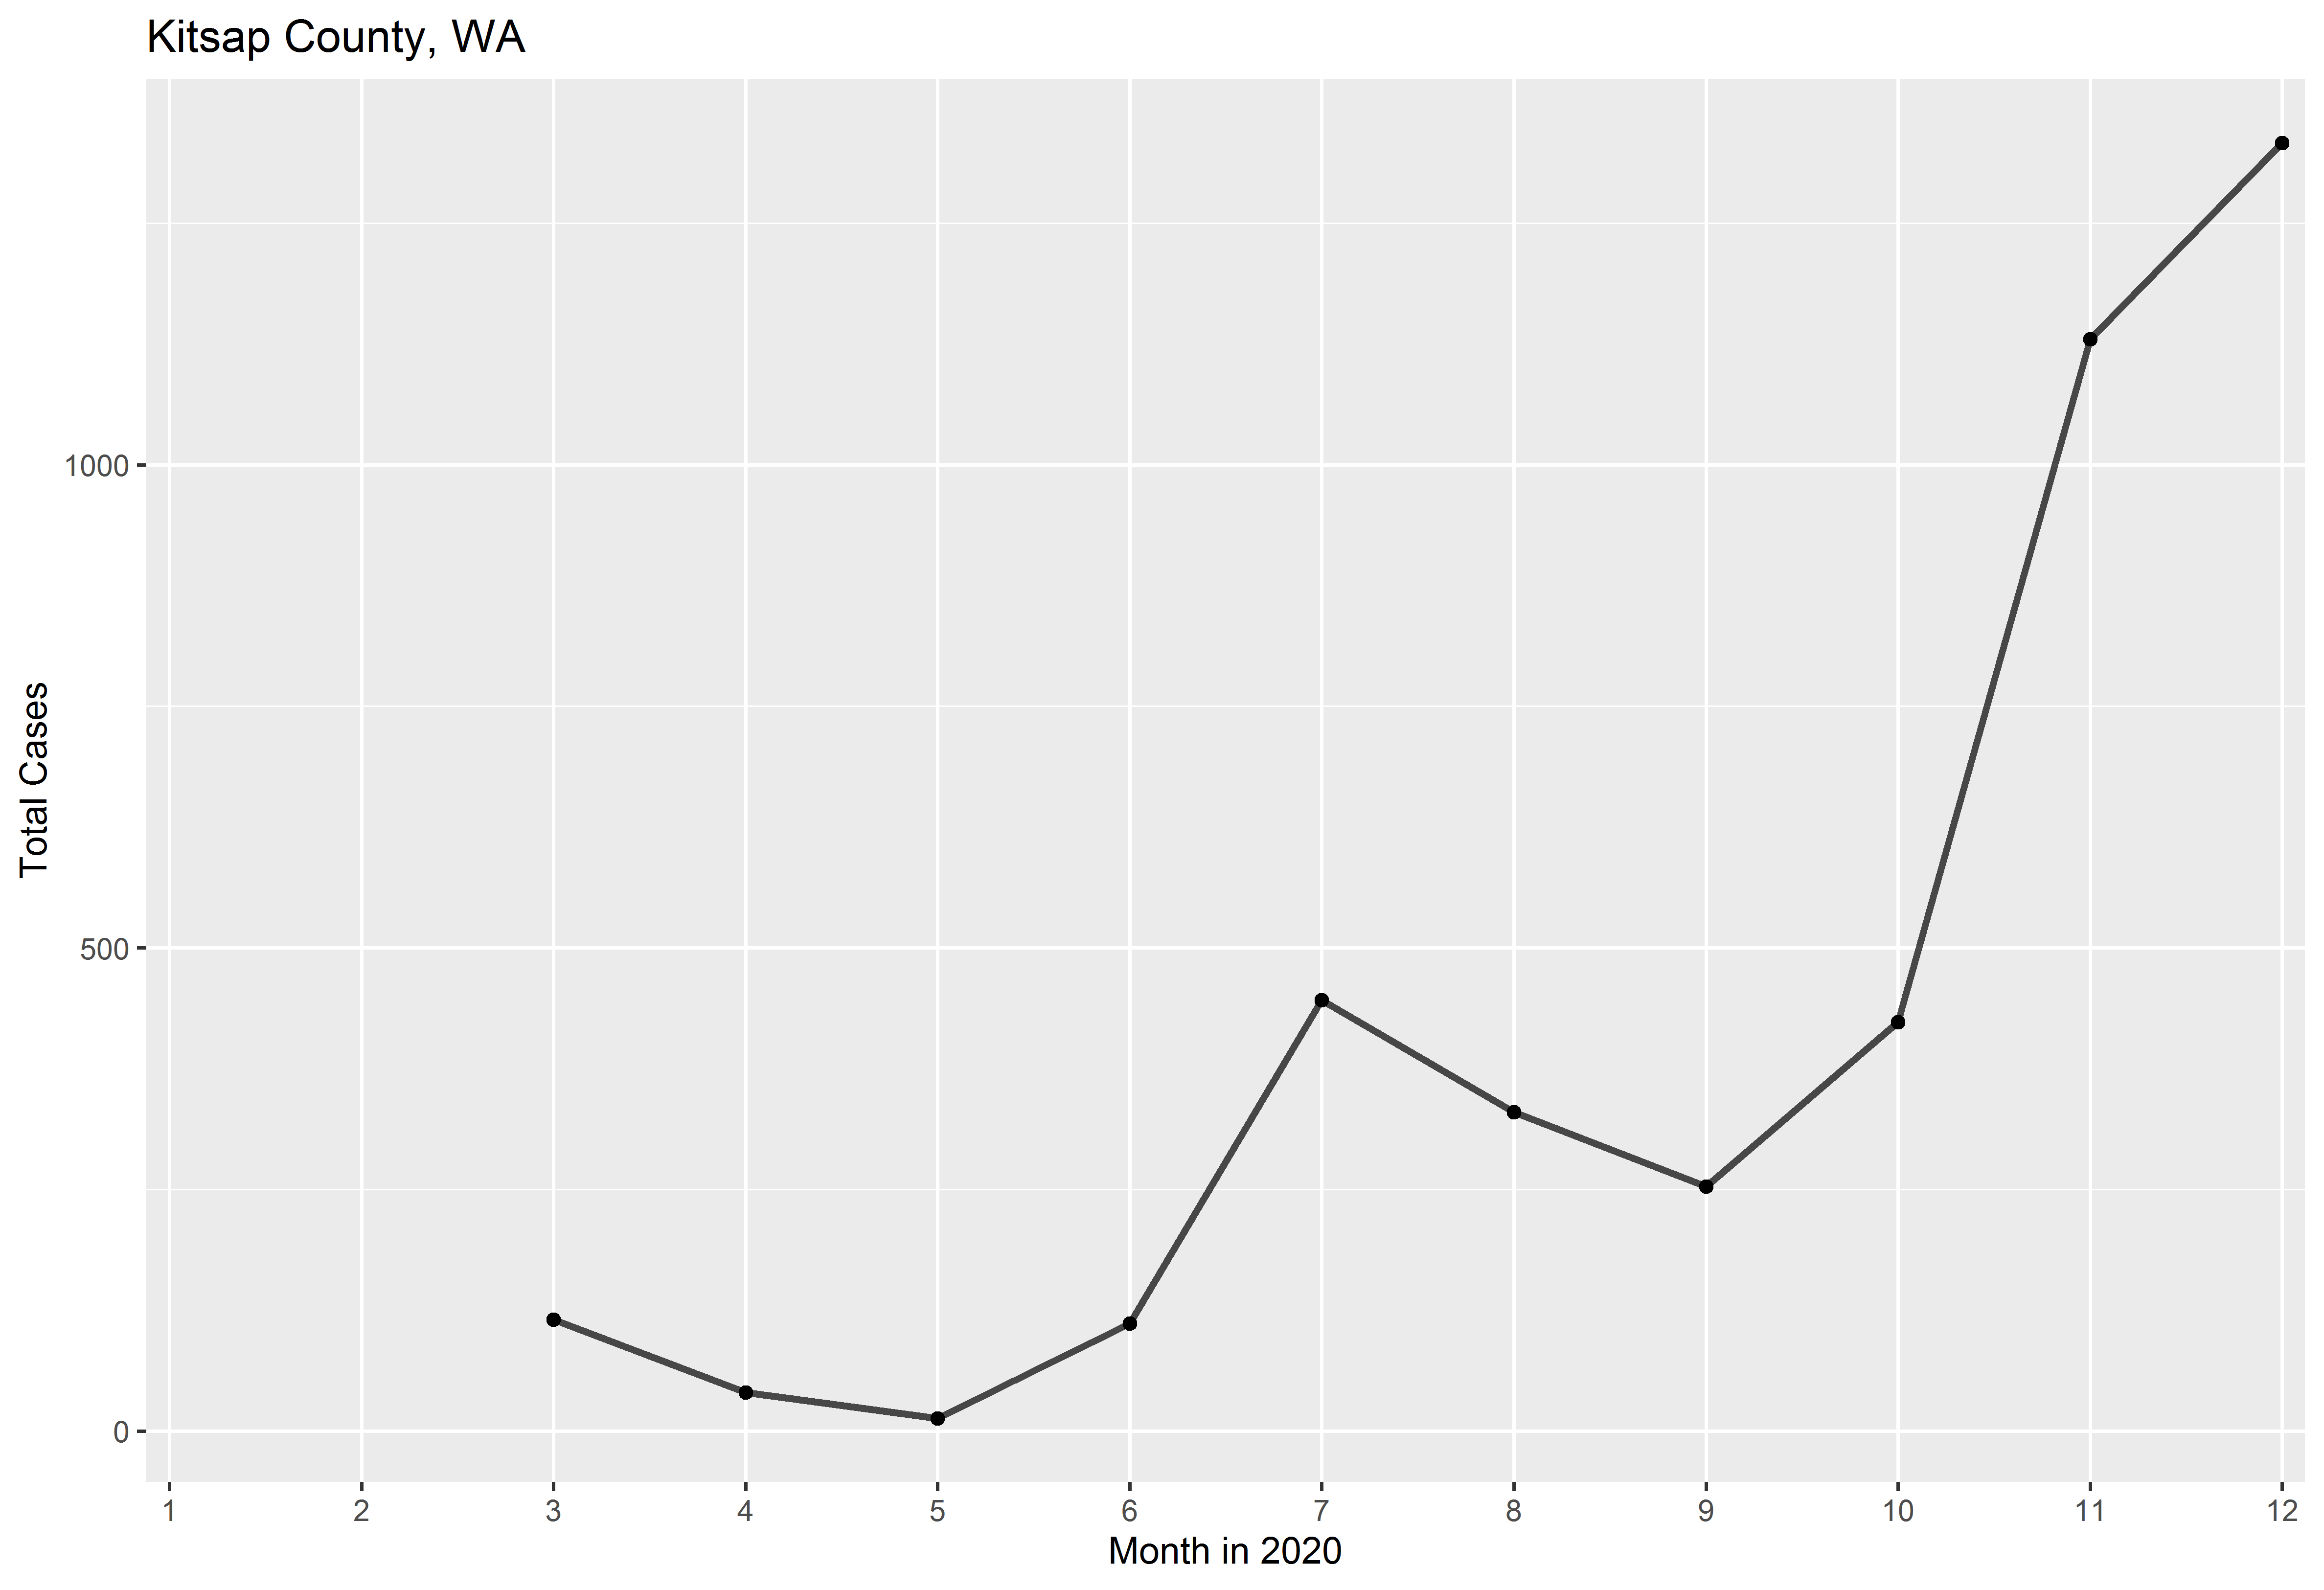 Kitsap County, WA
Total Cases
1000
500
0
1 2 3 4 5 6 7 8 9 10 11 12
Month in 2020